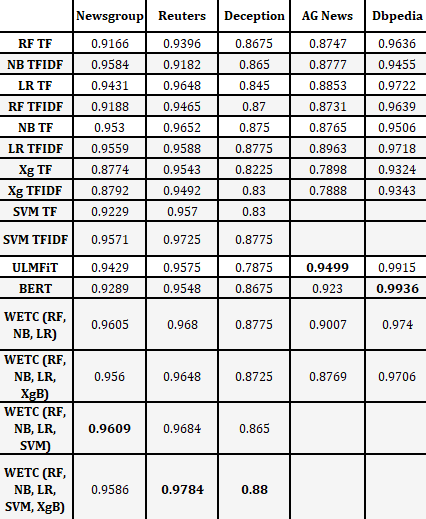 Newsgroup Reuters Deception AG News Dbpedia
RF TF 0.9166 0.9396 0.8675 0.8747 0.9636
NB TFIDF 0.9584 0.9182 0.865 0.8777 0.9455
LR TF 0.9431 0.9648 0.845 0.8853 0.9722
RF TFIDF 0.9188 0.9465 0.87 0.8731 0.9639
NB TF 0.953 0.9652 0.875 0.8765 0.9506
LR TFIDF 0.9559 0.9588 0.8775 0.8963 0.9718
Xg TF 0.8774 0.9543 0.8225 0.7898 0.9324
Xg TFIDF 0.8792 0.9492 0.83 0.7888 0.9343
SVM TF 0.9229 0.957 0.83
SVM TFIDF 0.9571 0.9725 0.8775
ULMFiT 0.9429 0.9575 0.7875 0.9499 0.9915
BERT 0.9289 0.9548 0.8675 0.923 0.9936
WETC (RF,
NB, LR) 0.9605 0.968 0.8775 0.9007 0.974
WETC (RF,
NB, LR, 0.956 0.9648 0.8725 0.8769 0.9706
XgB)
WETC (RF,
NB, LR, 0.9609 0.9684 0.865
SVM)
WETC (RF,
NB, LR, 0.9586 0.9784 0.88
SVM, XgB)